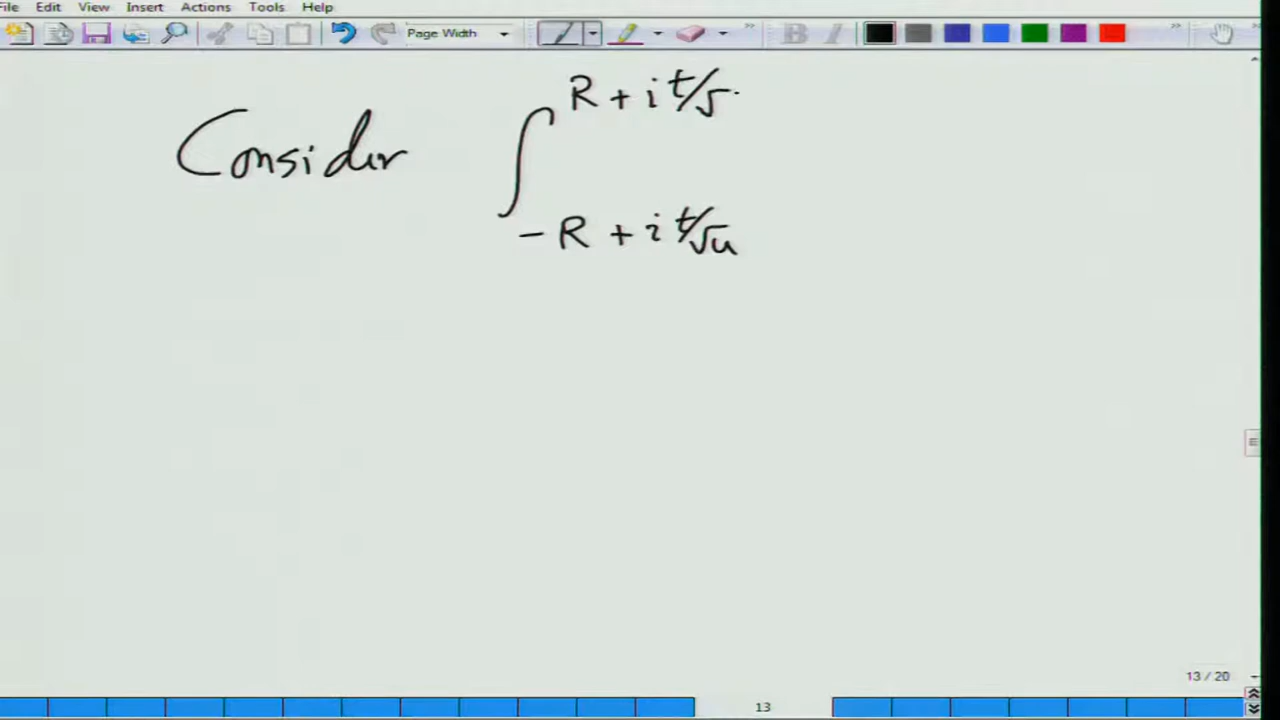 File Edit View Insert Actions Tools Help
Page Width
R + i t/√
Consider ∫
- R + i t/√u
13 / 20
13